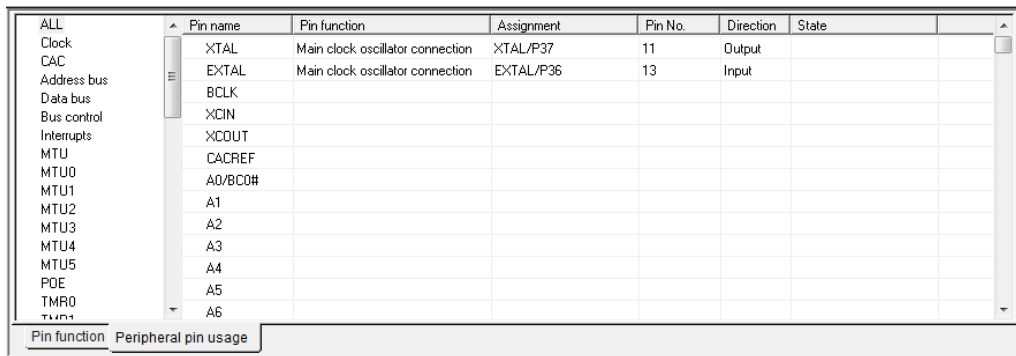 ALL
Clock
CAC
Address bus
Data bus
Bus control
Interrupts
MTU
MTU0
MTU1
MTU2
MTU3
MTU4
MTU5
POE
TMR0
TMR1
Pin name Pin function Assignment Pin No. Direction State
XTAL Main clock oscillator connection XTAL/P37 11 Output
EXTAL Main clock oscillator connection EXTAL/P36 13 Input
BCLK
XCIN
XCOUT
CACREF
A0/BC0#
A1
A2
A3
A4
A5
A6
Pin function Peripheral pin usage